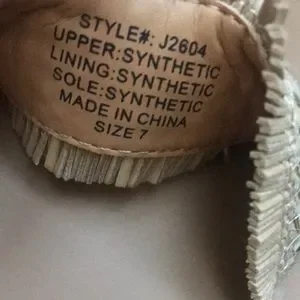 STYLE#: J2604
UPPER:SYNTHETIC
LINING:SYNTHETIC
SOLE:SYNTHETIC
MADE IN CHINA
SIZE 7